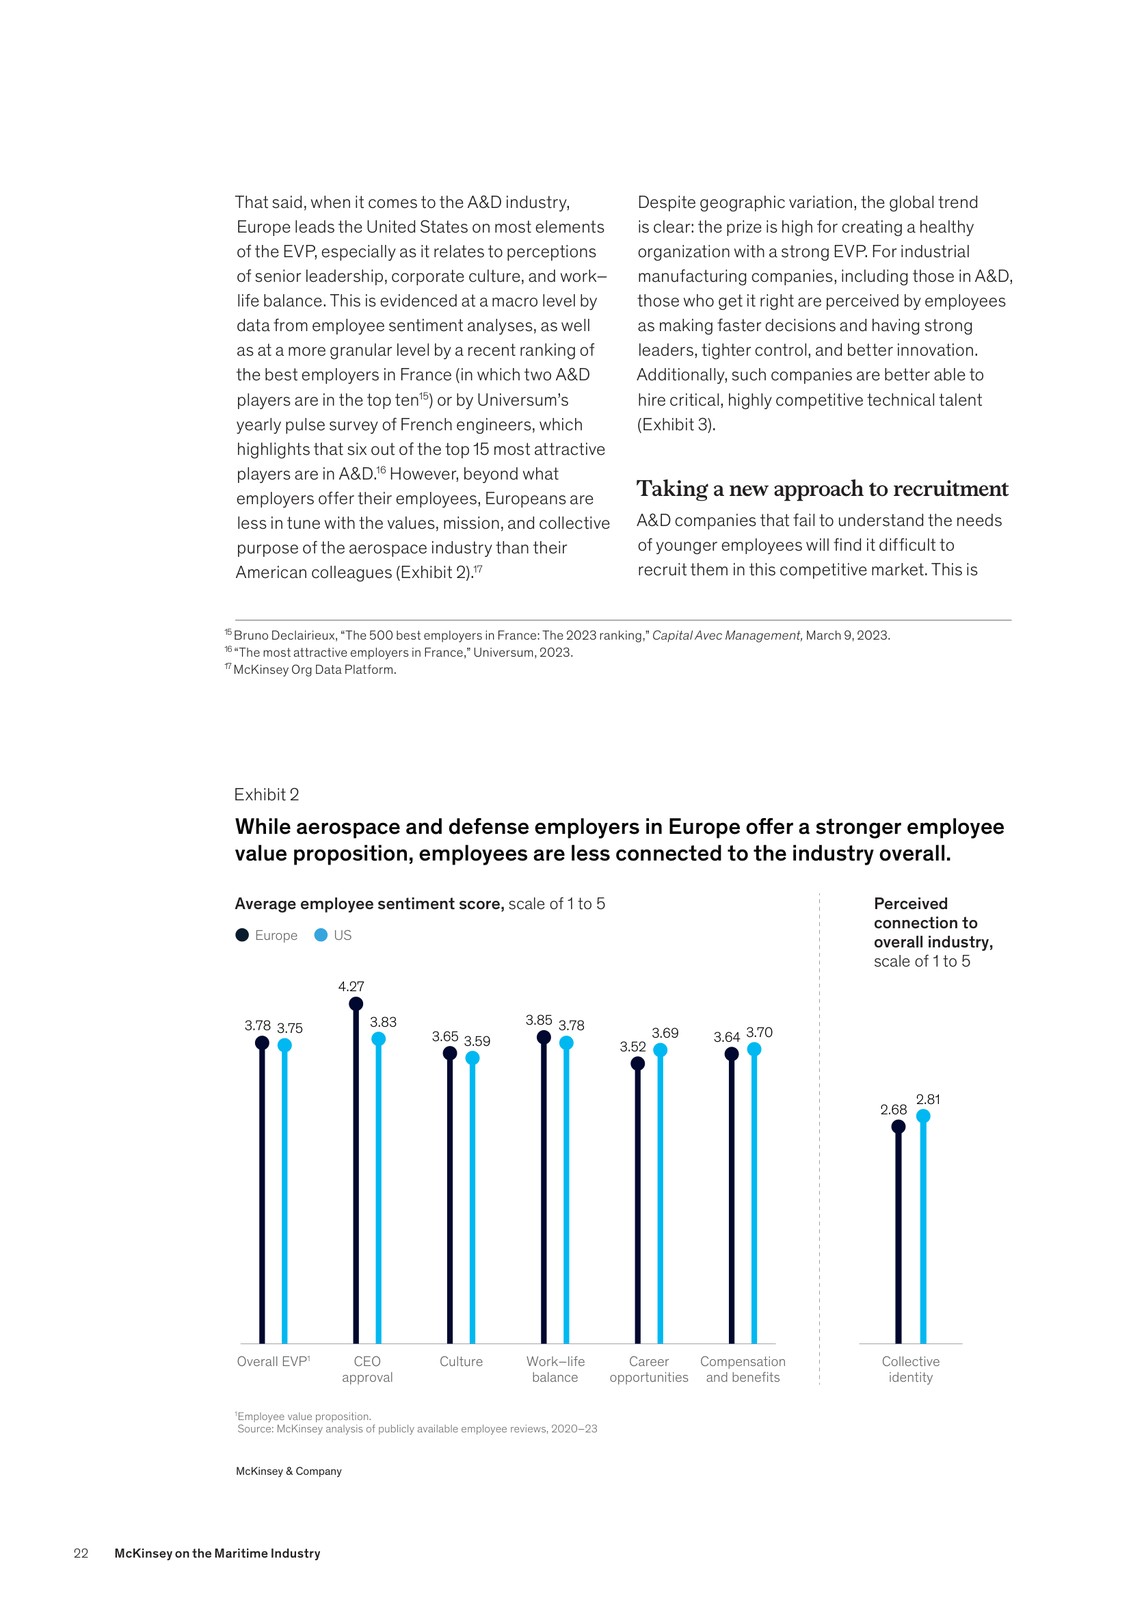 That said, when it comes to the A&D industry,
Europe leads the United States on most elements
of the EVP, especially as it relates to perceptions
of senior leadership, corporate culture, and work–
life balance. This is evidenced at a macro level by
data from employee sentiment analyses, as well
as at a more granular level by a recent ranking of
the best employers in France (in which two A&D
players are in the top ten¹⁵) or by Universum’s
yearly pulse survey of French engineers, which
highlights that six out of the top 15 most attractive
players are in A&D.¹⁶ However, beyond what
employers offer their employees, Europeans are
less in tune with the values, mission, and collective
purpose of the aerospace industry than their
American colleagues (Exhibit 2).¹⁷
Despite geographic variation, the global trend
is clear: the prize is high for creating a healthy
organization with a strong EVP. For industrial
manufacturing companies, including those in A&D,
those who get it right are perceived by employees
as making faster decisions and having strong
leaders, tighter control, and better innovation.
Additionally, such companies are better able to
hire critical, highly competitive technical talent
(Exhibit 3).
Taking a new approach to recruitment
A&D companies that fail to understand the needs
of younger employees will find it difficult to
recruit them in this competitive market. This is
¹⁵ Bruno Declairieux, “The 500 best employers in France: The 2023 ranking,” Capital Avec Management, March 9, 2023.
¹⁶ “The most attractive employers in France,” Universum, 2023.
¹⁷ McKinsey Org Data Platform.
Exhibit 2
While aerospace and defense employers in Europe offer a stronger employee
value proposition, employees are less connected to the industry overall.
Average employee sentiment score, scale of 1 to 5
Europe US
4.27
3.78 3.75 3.83 3.65 3.59 3.85 3.78 3.52 3.69 3.64 3.70
Overall EVP¹ CEO Culture Work–life Career Compensation
approval balance opportunities and benefits
Perceived
connection to
overall industry,
scale of 1 to 5
2.68 2.81
Collective
identity
¹Employee value proposition.
Source: McKinsey analysis of publicly available employee reviews, 2020–23
McKinsey & Company
22 McKinsey on the Maritime Industry